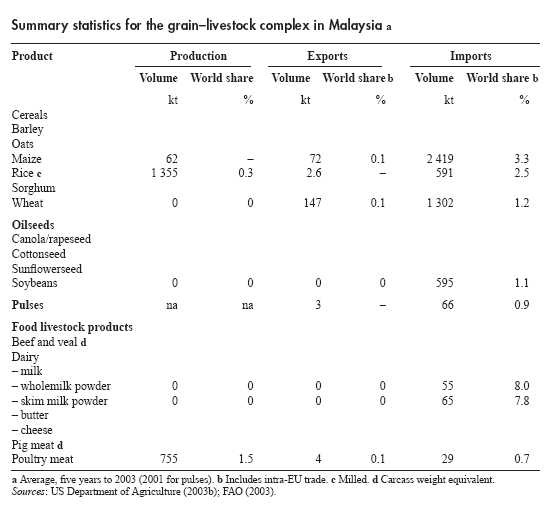 Summary statistics for the grain–livestock complex in Malaysia a
Product Production Exports Imports
Volume World share Volume World share b Volume World share b
kt % kt % kt %
Cereals
Barley
Oats
Maize 62 – 72 0.1 2 419 3.3
Rice c 1 355 0.3 2.6 – 591 2.5
Sorghum
Wheat 0 0 147 0.1 1 302 1.2
Oilseeds
Canola/rapeseed
Cottonseed
Sunflowerseed
Soybeans 0 0 0 0 595 1.1
Pulses na na 3 – 66 0.9
Food livestock products
Beef and veal d
Dairy
– milk
– wholemilk powder 0 0 0 0 55 8.0
– skim milk powder 0 0 0 0 65 7.8
– butter
– cheese
Pig meat d
Poultry meat 755 1.5 4 0.1 29 0.7
a Average, five years to 2003 (2001 for pulses). b Includes intra-EU trade. c Milled. d Carcass weight equivalent.
Sources: US Department of Agriculture (2003b); FAO (2003).